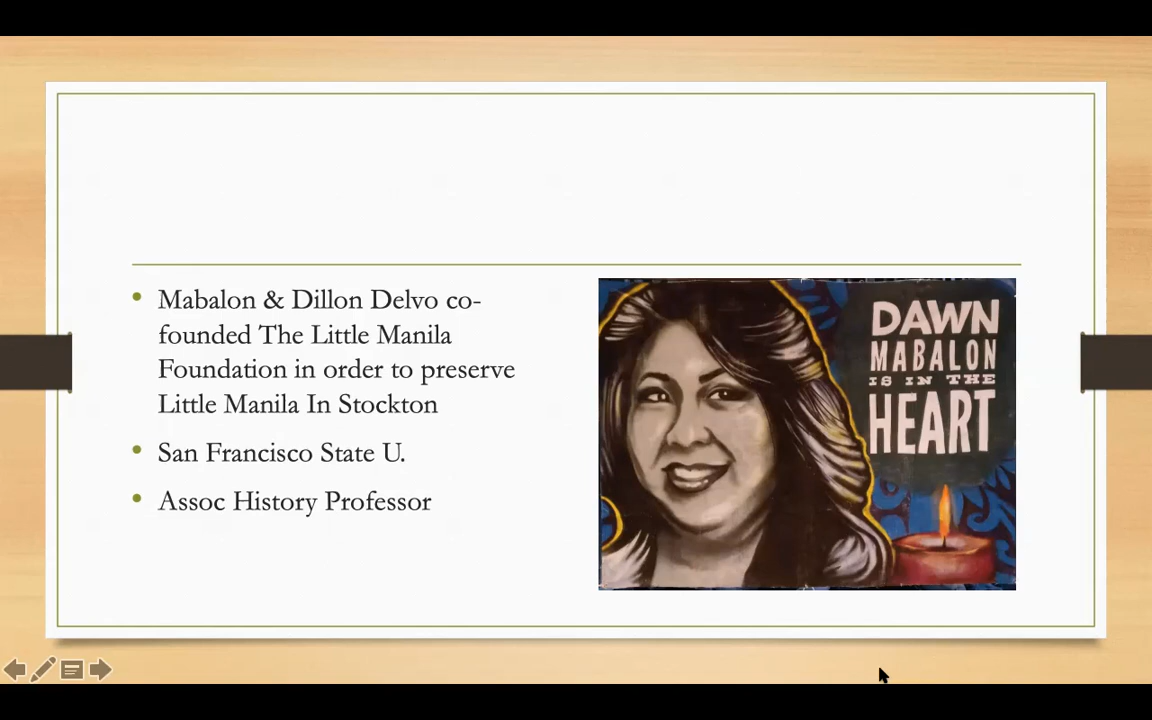 Mabalon & Dillon Delvo co-
founded The Little Manila
Foundation in order to preserve
Little Manila In Stockton
San Francisco State U.
Assoc History Professor
DAWN
MABALON
IS IN THE
HEART